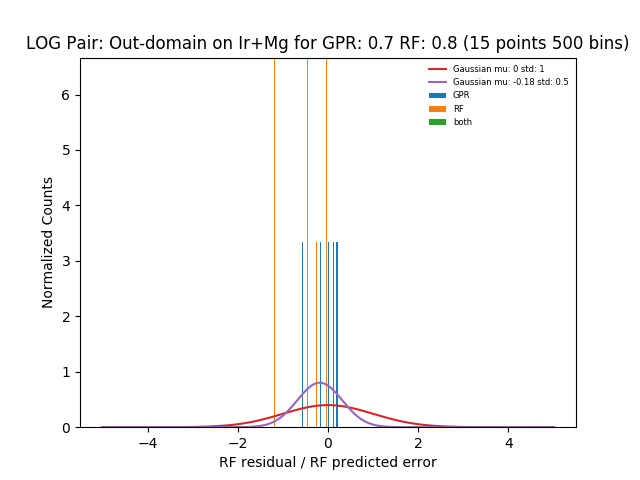 LOG Pair: Out-domain on Ir+Mg for GPR: 0.7 RF: 0.8 (15 points 500 bins)
Gaussian mu: 0 std: 1
Gaussian mu: -0.18 std: 0.5
GPR
RF
both
6
5
4
3
2
1
0
Normalized Counts
−4 −2 0 2 4
RF residual / RF predicted error